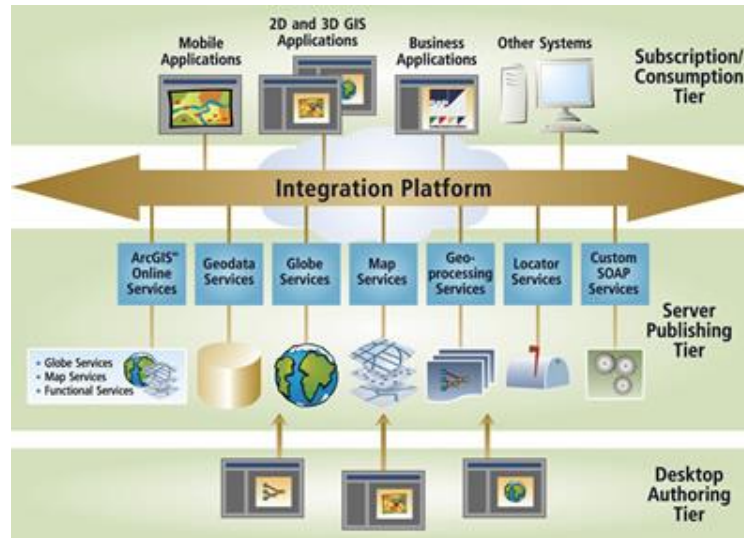 Mobile
Applications
2D and 3D GIS
Applications
Business
Applications
Other Systems
Subscription/
Consumption
Tier
Integration Platform
ArcGIS™
Online
Services
Geodata
Services
Globe
Services
Map
Services
Geo-
processing
Services
Locator
Services
Custom
SOAP
Services
Server
Publishing
Tier
• Globe Services
• Map Services
• Functional Services
Desktop
Authoring
Tier